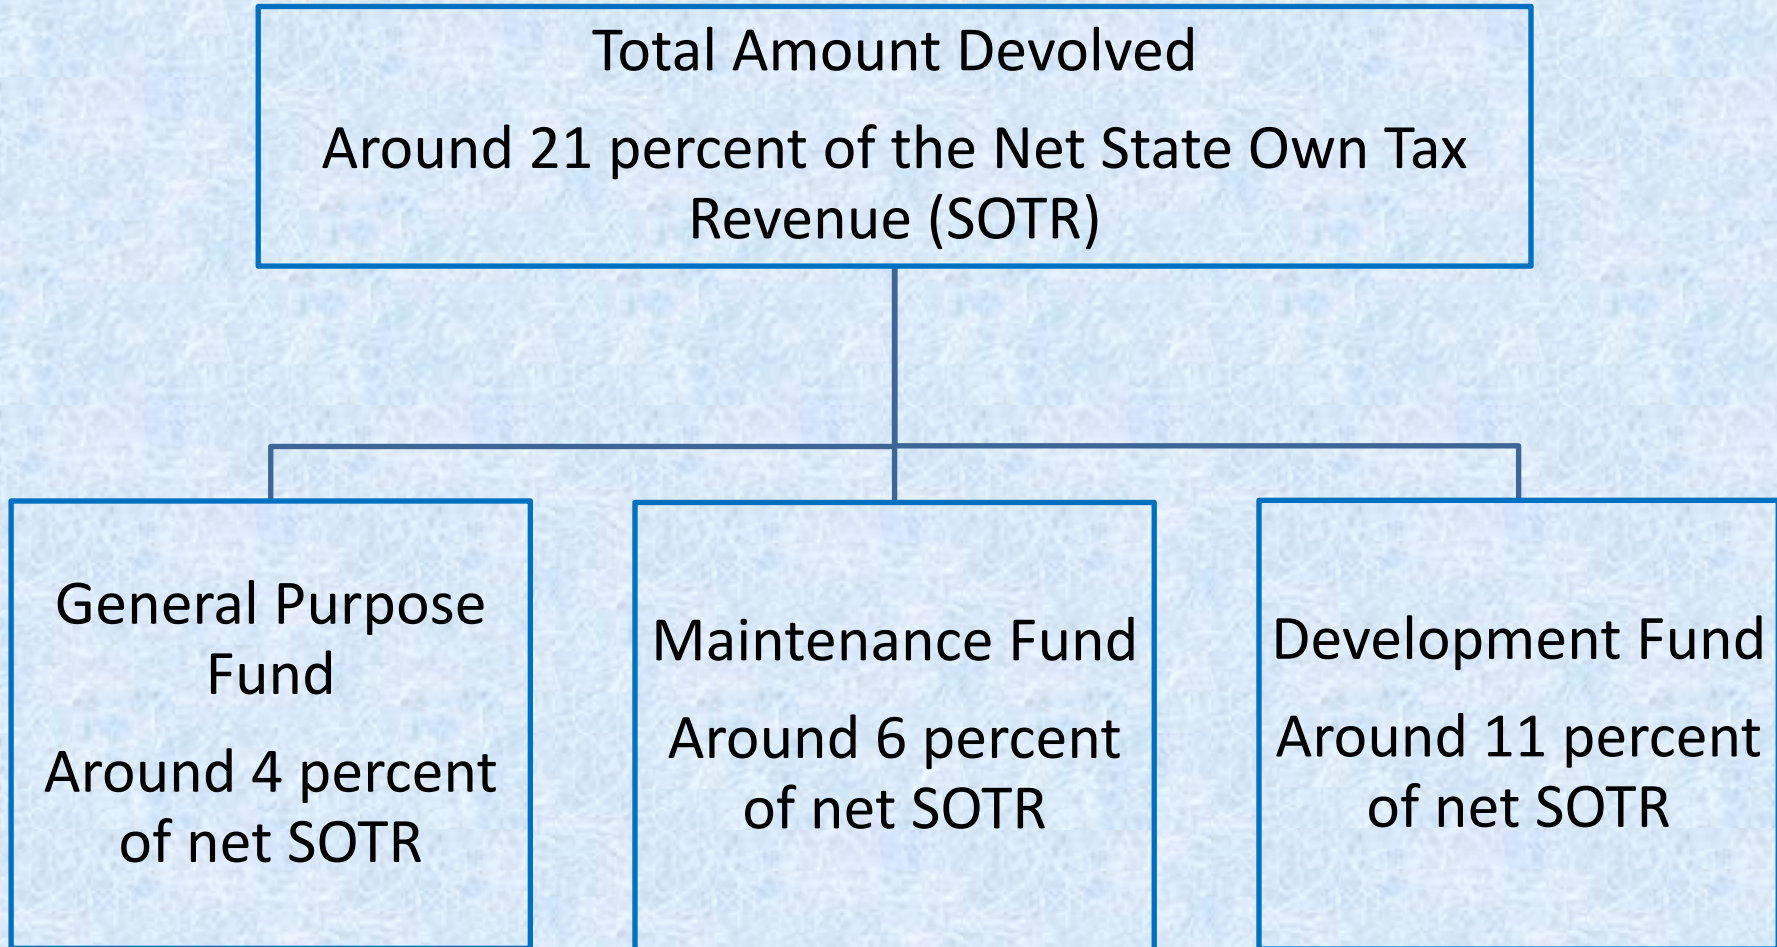 Total Amount Devolved
Around 21 percent of the Net State Own Tax
Revenue (SOTR)
General Purpose
Fund
Around 4 percent
of net SOTR
Maintenance Fund
Around 6 percent
of net SOTR
Development Fund
Around 11 percent
of net SOTR